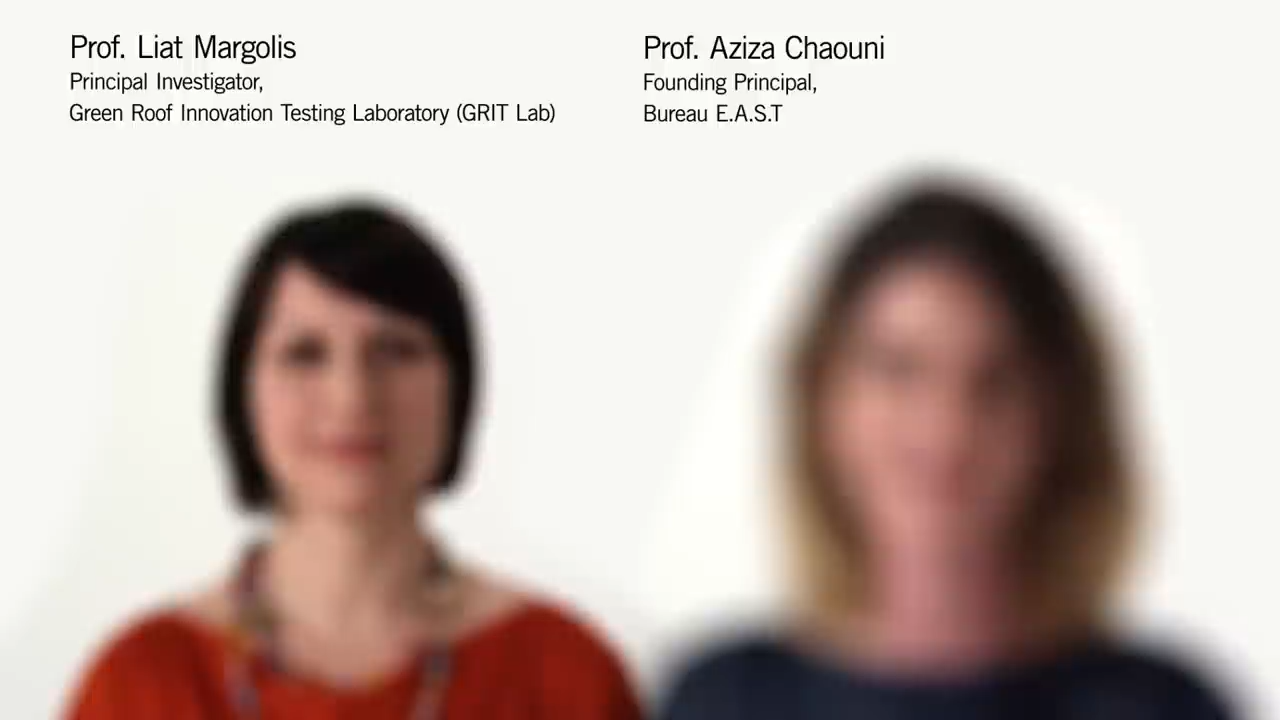 Prof. Liat Margolis
Principal Investigator,
Green Roof Innovation Testing Laboratory (GRIT Lab)
Prof. Aziza Chaouni
Founding Principal,
Bureau E.A.S.T